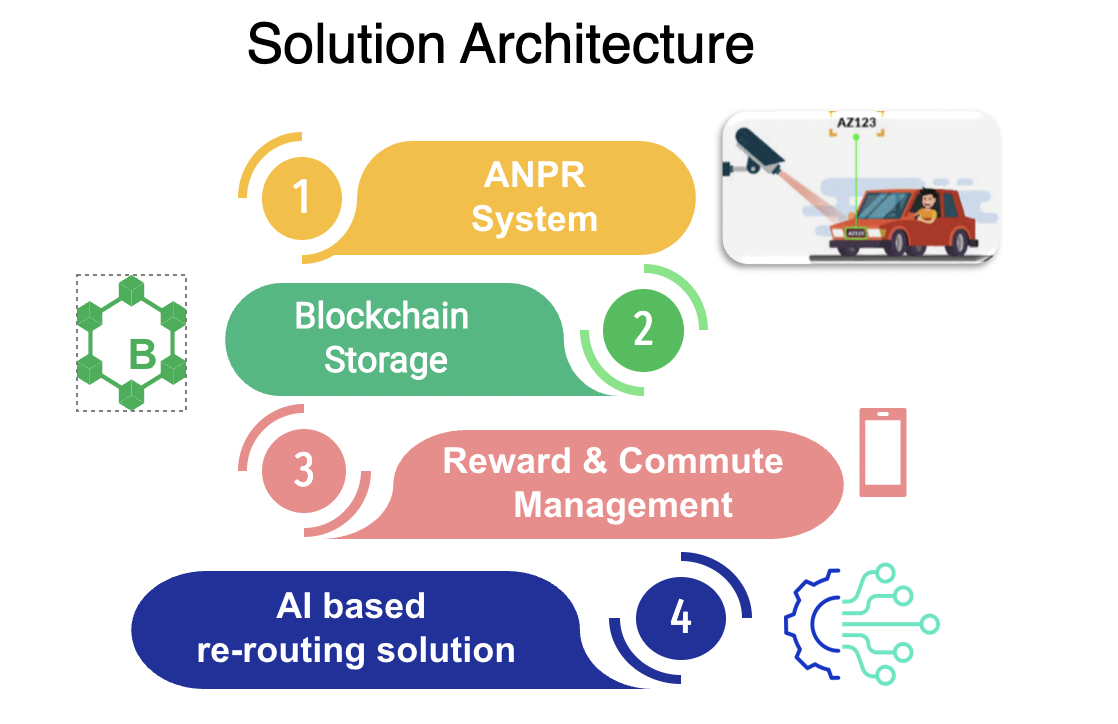 Solution Architecture
AZ123
1
ANPR
System
AZ123
B
Blockchain
Storage
2
3
Reward & Commute
Management
AI based
re-routing solution
4